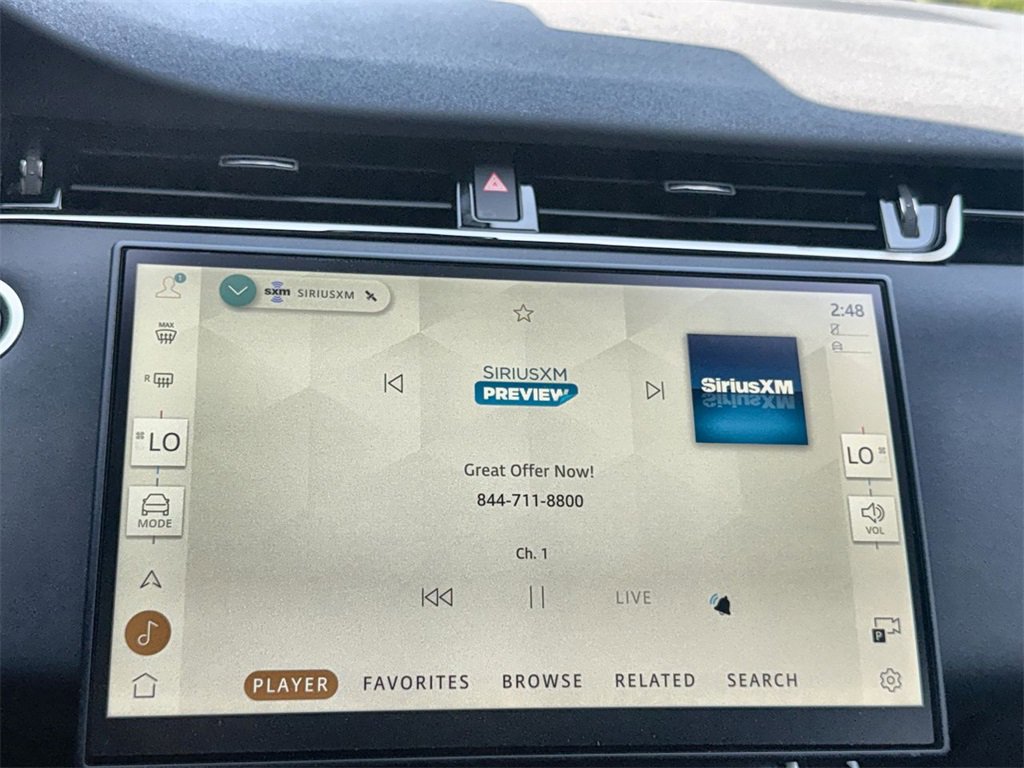 1
sxm SIRIUSXM
2:48
MAX
R
SIRIUSXM
PREVIEW
SiriusXM
LO
LO
Great Offer Now!
844-711-8800
MODE
VOL
Ch. 1
LIVE
P
PLAYER FAVORITES BROWSE RELATED SEARCH